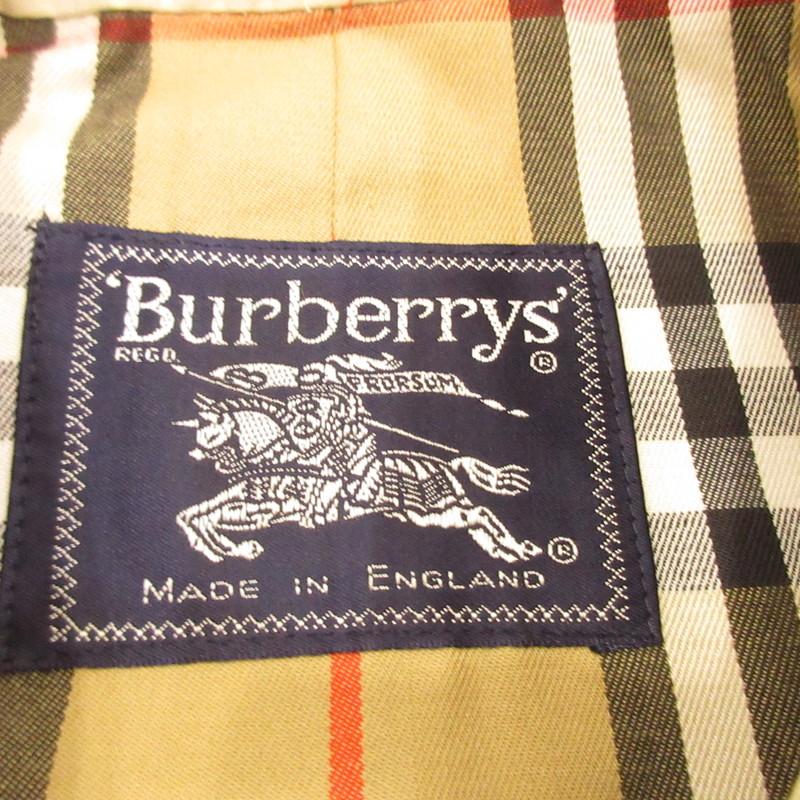 'Burberrys'
REGD. ®
PRORSUM
®
MADE IN ENGLAND